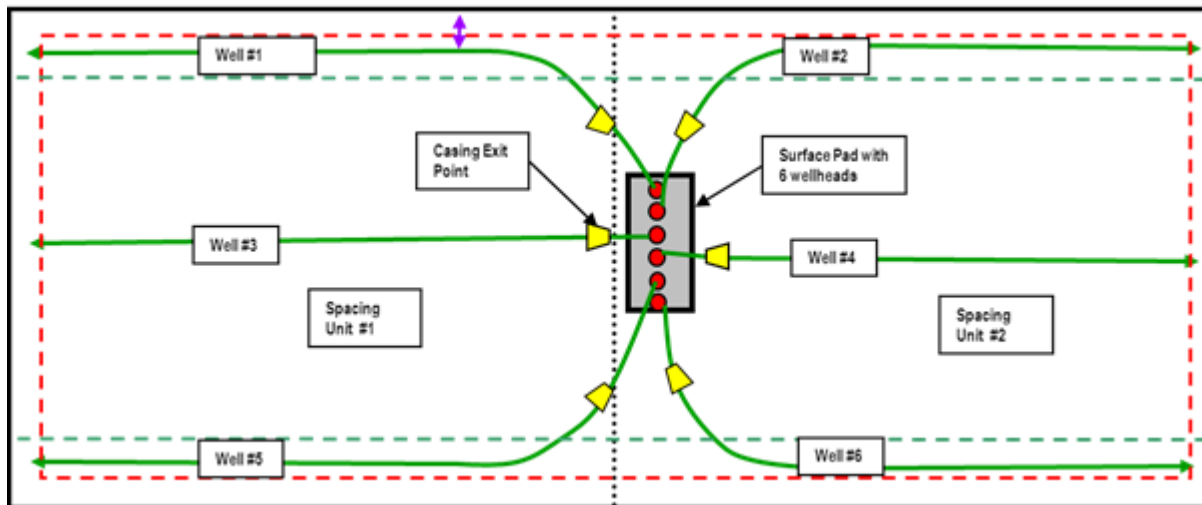 Well #1
Well #2
Casing Exit
Point
Surface Pad with
6 wellheads
Well #3
Well #4
Spacing
Unit #1
Spacing
Unit #2
Well #5
Well #6